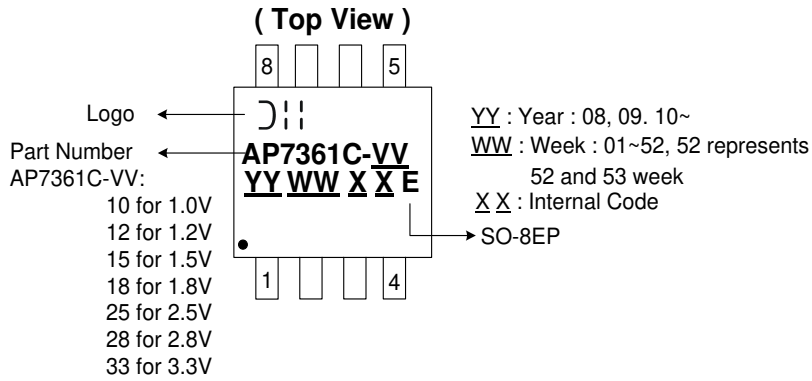 ( Top View )
8 5
Logo
Part Number
AP7361C-VV:
10 for 1.0V
12 for 1.2V
15 for 1.5V
18 for 1.8V
25 for 2.5V
28 for 2.8V
33 for 3.3V
AP7361C-VV
YY WW X X E
1 4
YY : Year : 08, 09. 10~
WW : Week : 01~52, 52 represents
52 and 53 week
X X : Internal Code
SO-8EP